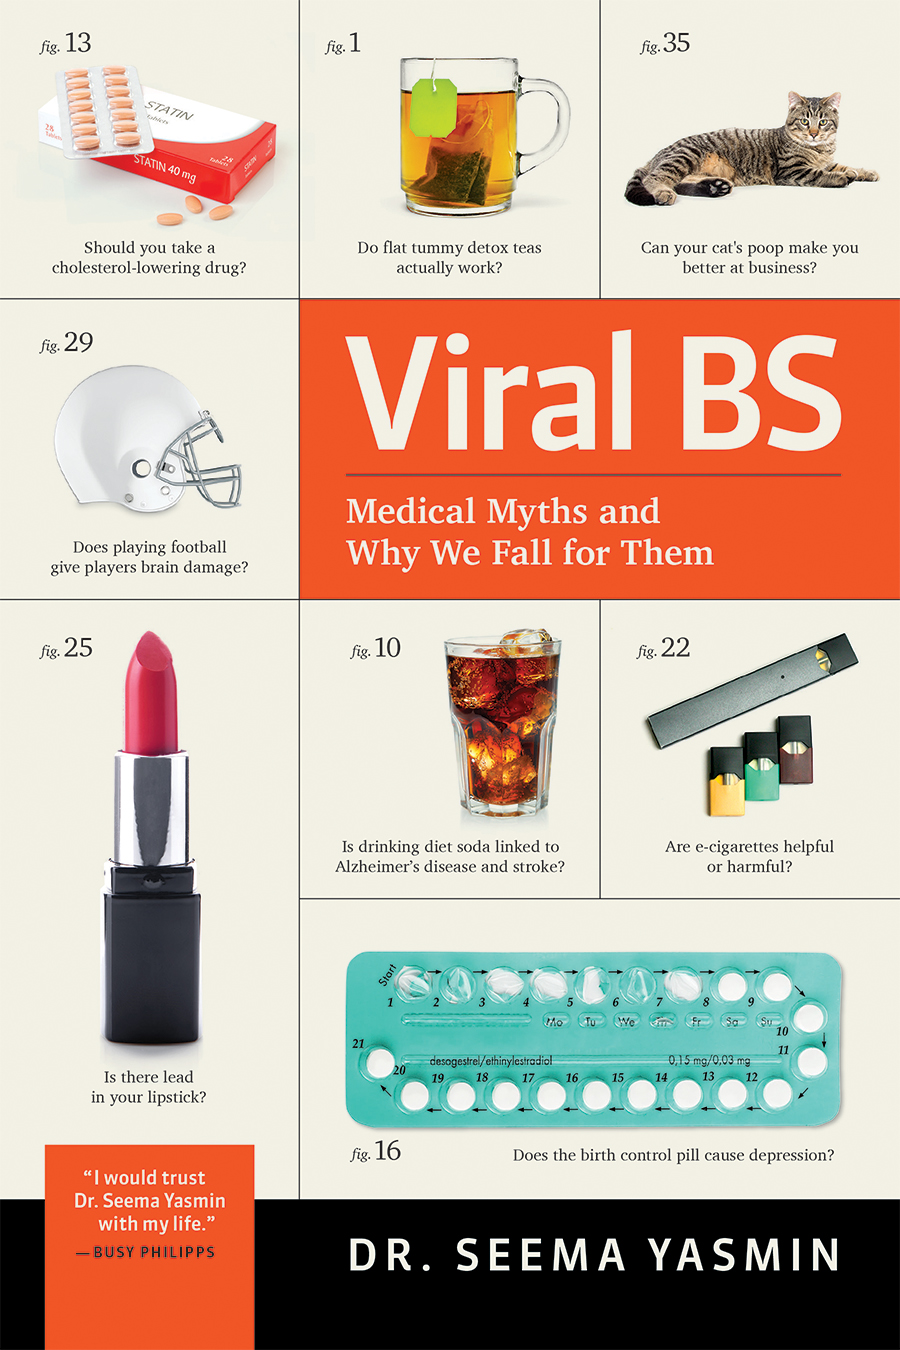 fig. 13
STATIN
tablets
28
tablets
28
tablets
STATIN
STATIN 40 mg
Should you take a
cholesterol-lowering drug?
fig. 1
Do flat tummy detox teas
actually work?
fig. 35
Can your cat's poop make you
better at business?
fig. 29
Does playing football
give players brain damage?
Viral BS
Medical Myths and
Why We Fall for Them
fig. 25
Is there lead
in your lipstick?
fig. 10
Is drinking diet soda linked to
Alzheimer's disease and stroke?
fig. 22
Are e-cigarettes helpful
or harmful?
Start
1 2 3 4 5 6 7 8 9
Mo Tu We Fr Sa Su
10
11
desogestrel/ethinylestradiol 0,15 mg/0,03 mg
21
20 19 18 17 16 15 14 13 12
fig. 16
Does the birth control pill cause depression?
“I would trust
Dr. Seema Yasmin
with my life.”
—BUSY PHILIPPS
DR. SEEMA YASMIN